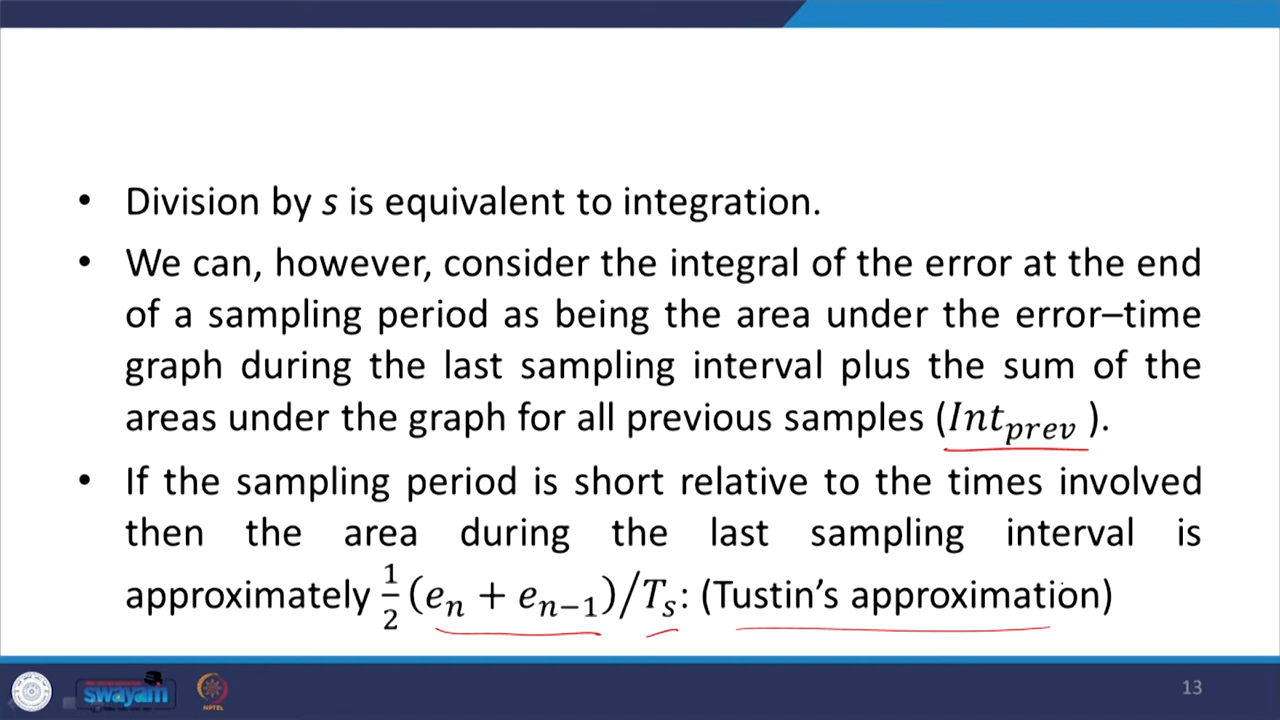 • Division by s is equivalent to integration.
• We can, however, consider the integral of the error at the end
of a sampling period as being the area under the error–time
graph during the last sampling interval plus the sum of the
areas under the graph for all previous samples (Int_prev ).
• If the sampling period is short relative to the times involved
then the area during the last sampling interval is
approximately 1/2 (e_n + e_{n−1})/T_s: (Tustin's approximation)
swayam
NPTEL
13